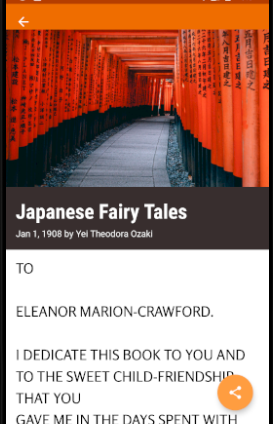 Japanese Fairy Tales
Jan 1, 1908 by Yei Theodora Ozaki
TO
ELEANOR MARION-CRAWFORD.
I DEDICATE THIS BOOK TO YOU AND
TO THE SWEET CHILD-FRIENDSHIP
THAT YOU
GAVE ME IN THE DAYS SPENT WITH